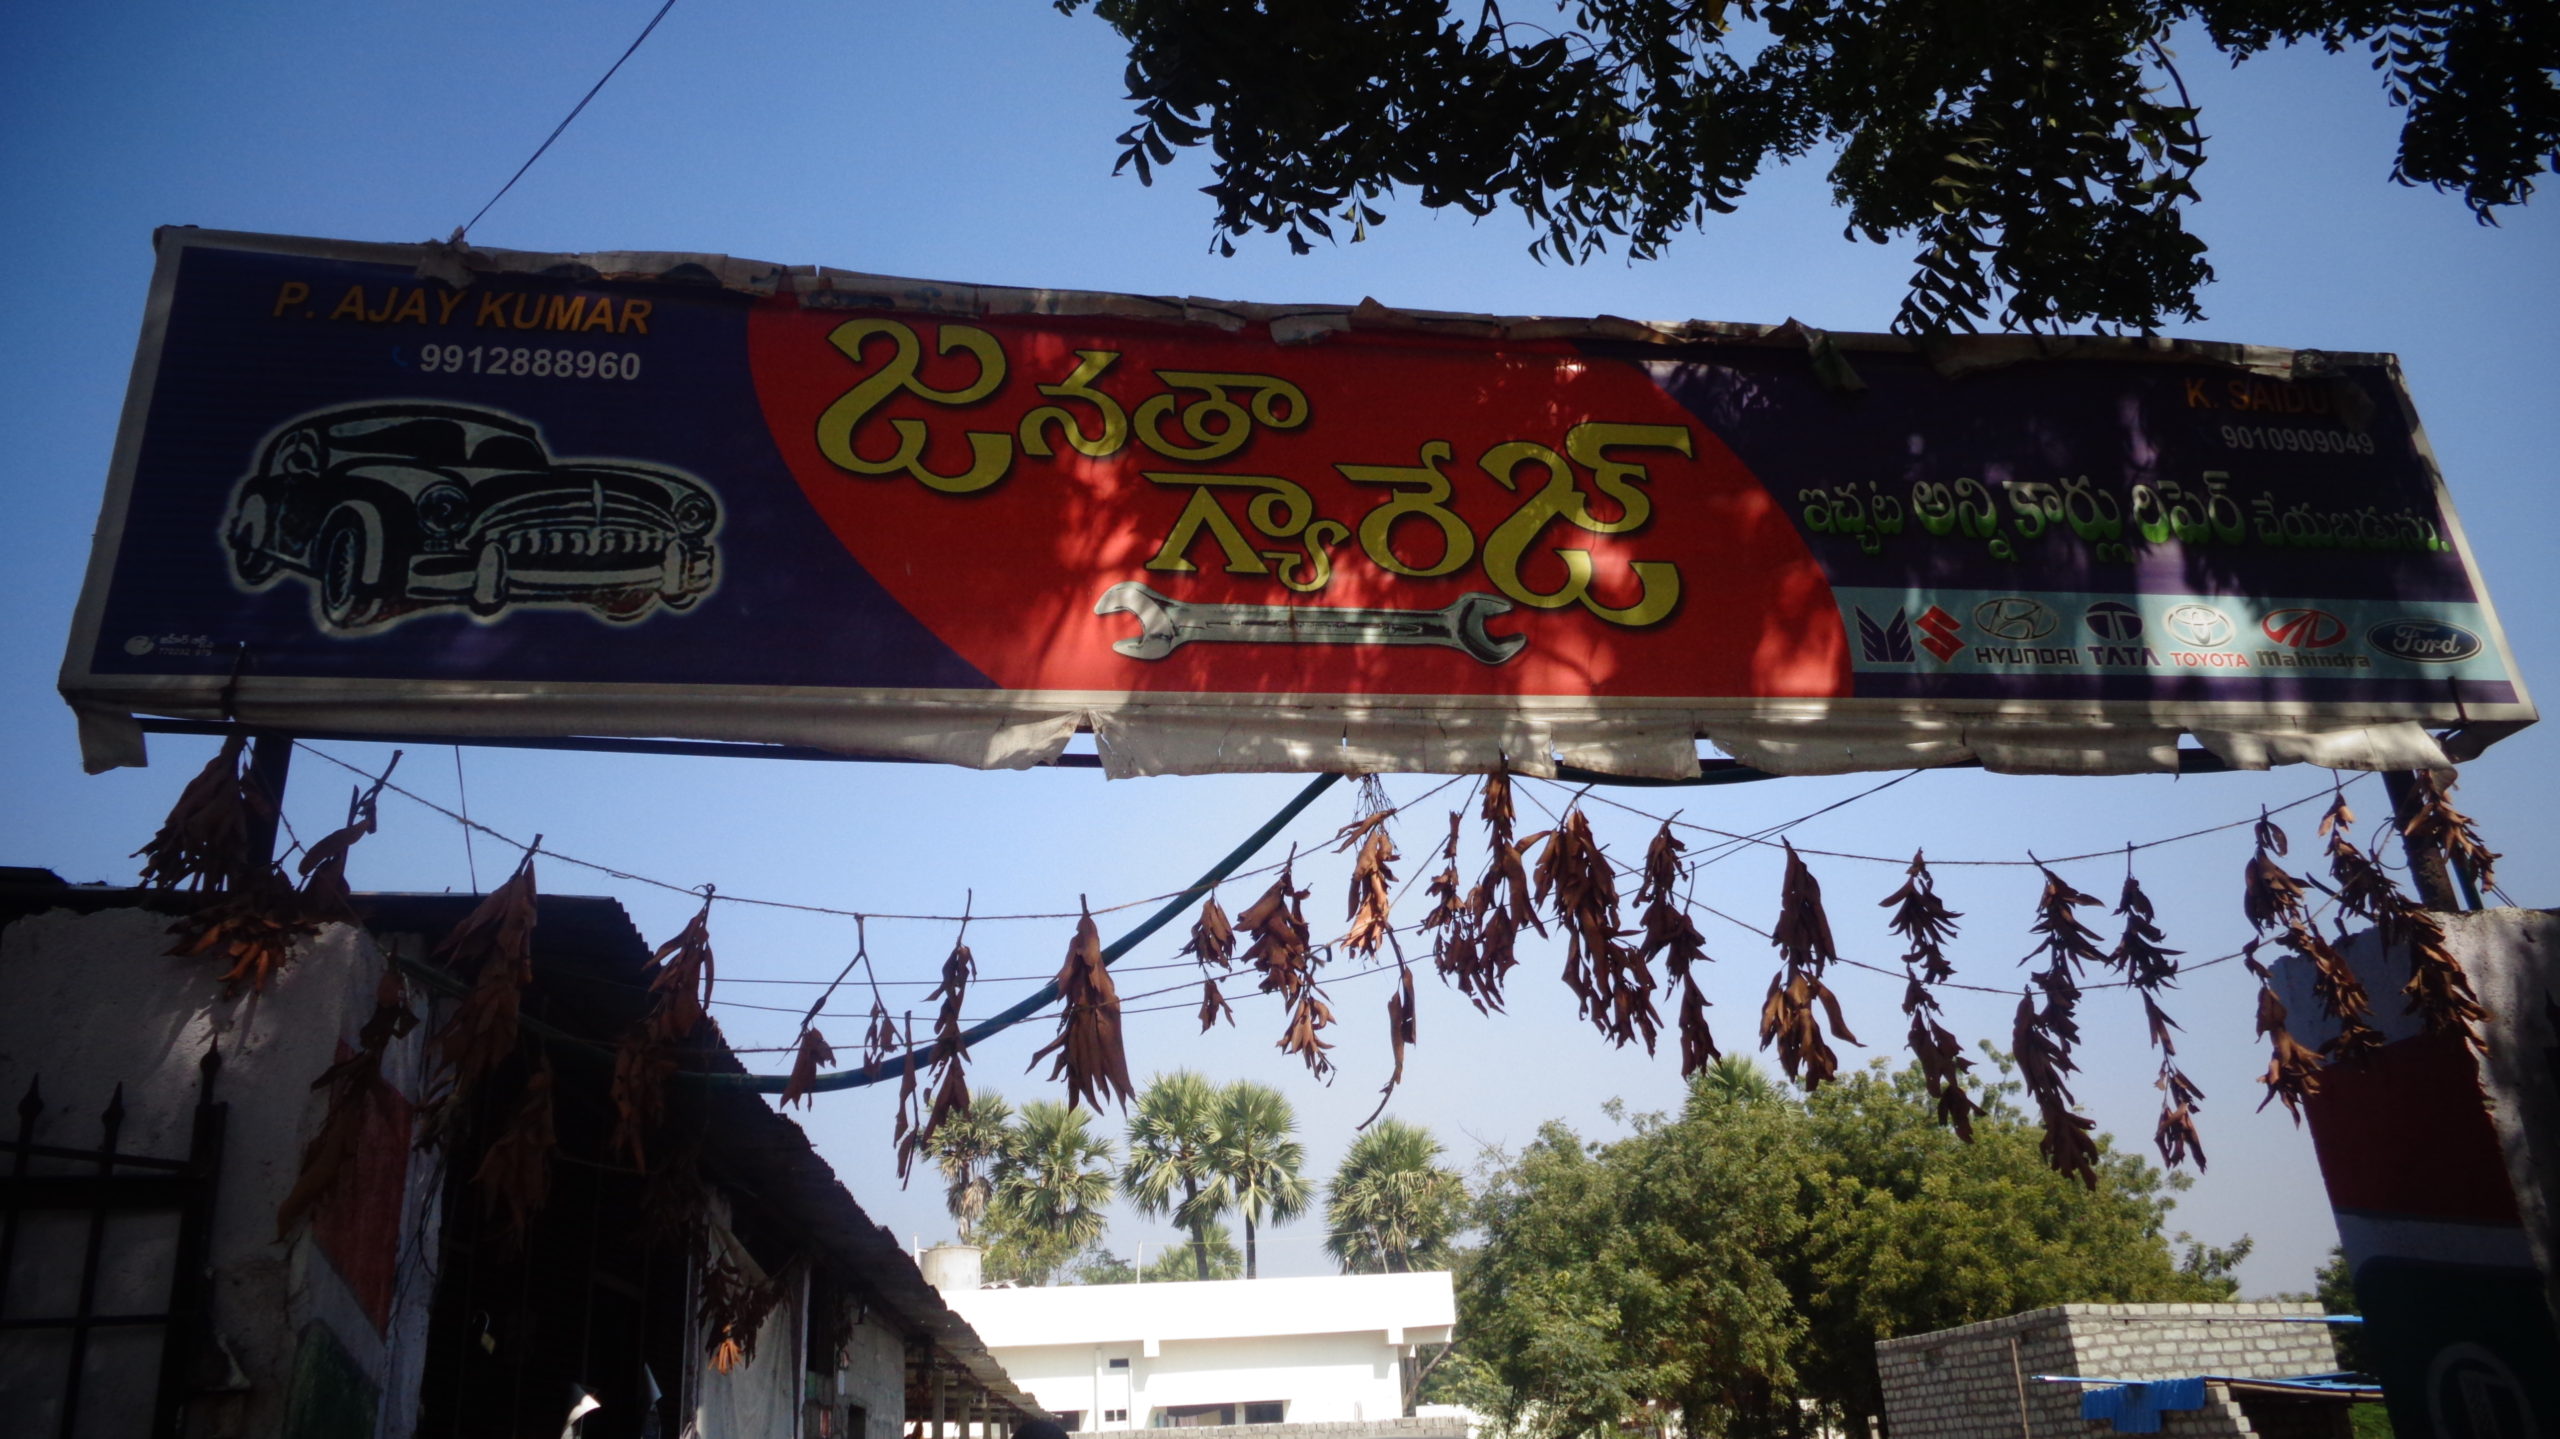 P. AJAY KUMAR
9912888960
జనతా
గ్యారేజ్
K. SAIDU
9010909049
ఇచ్చట అన్ని కార్లు రిపేర్ చేయబడును.
HYUNDAI TATA TOYOTA Mahindra Ford